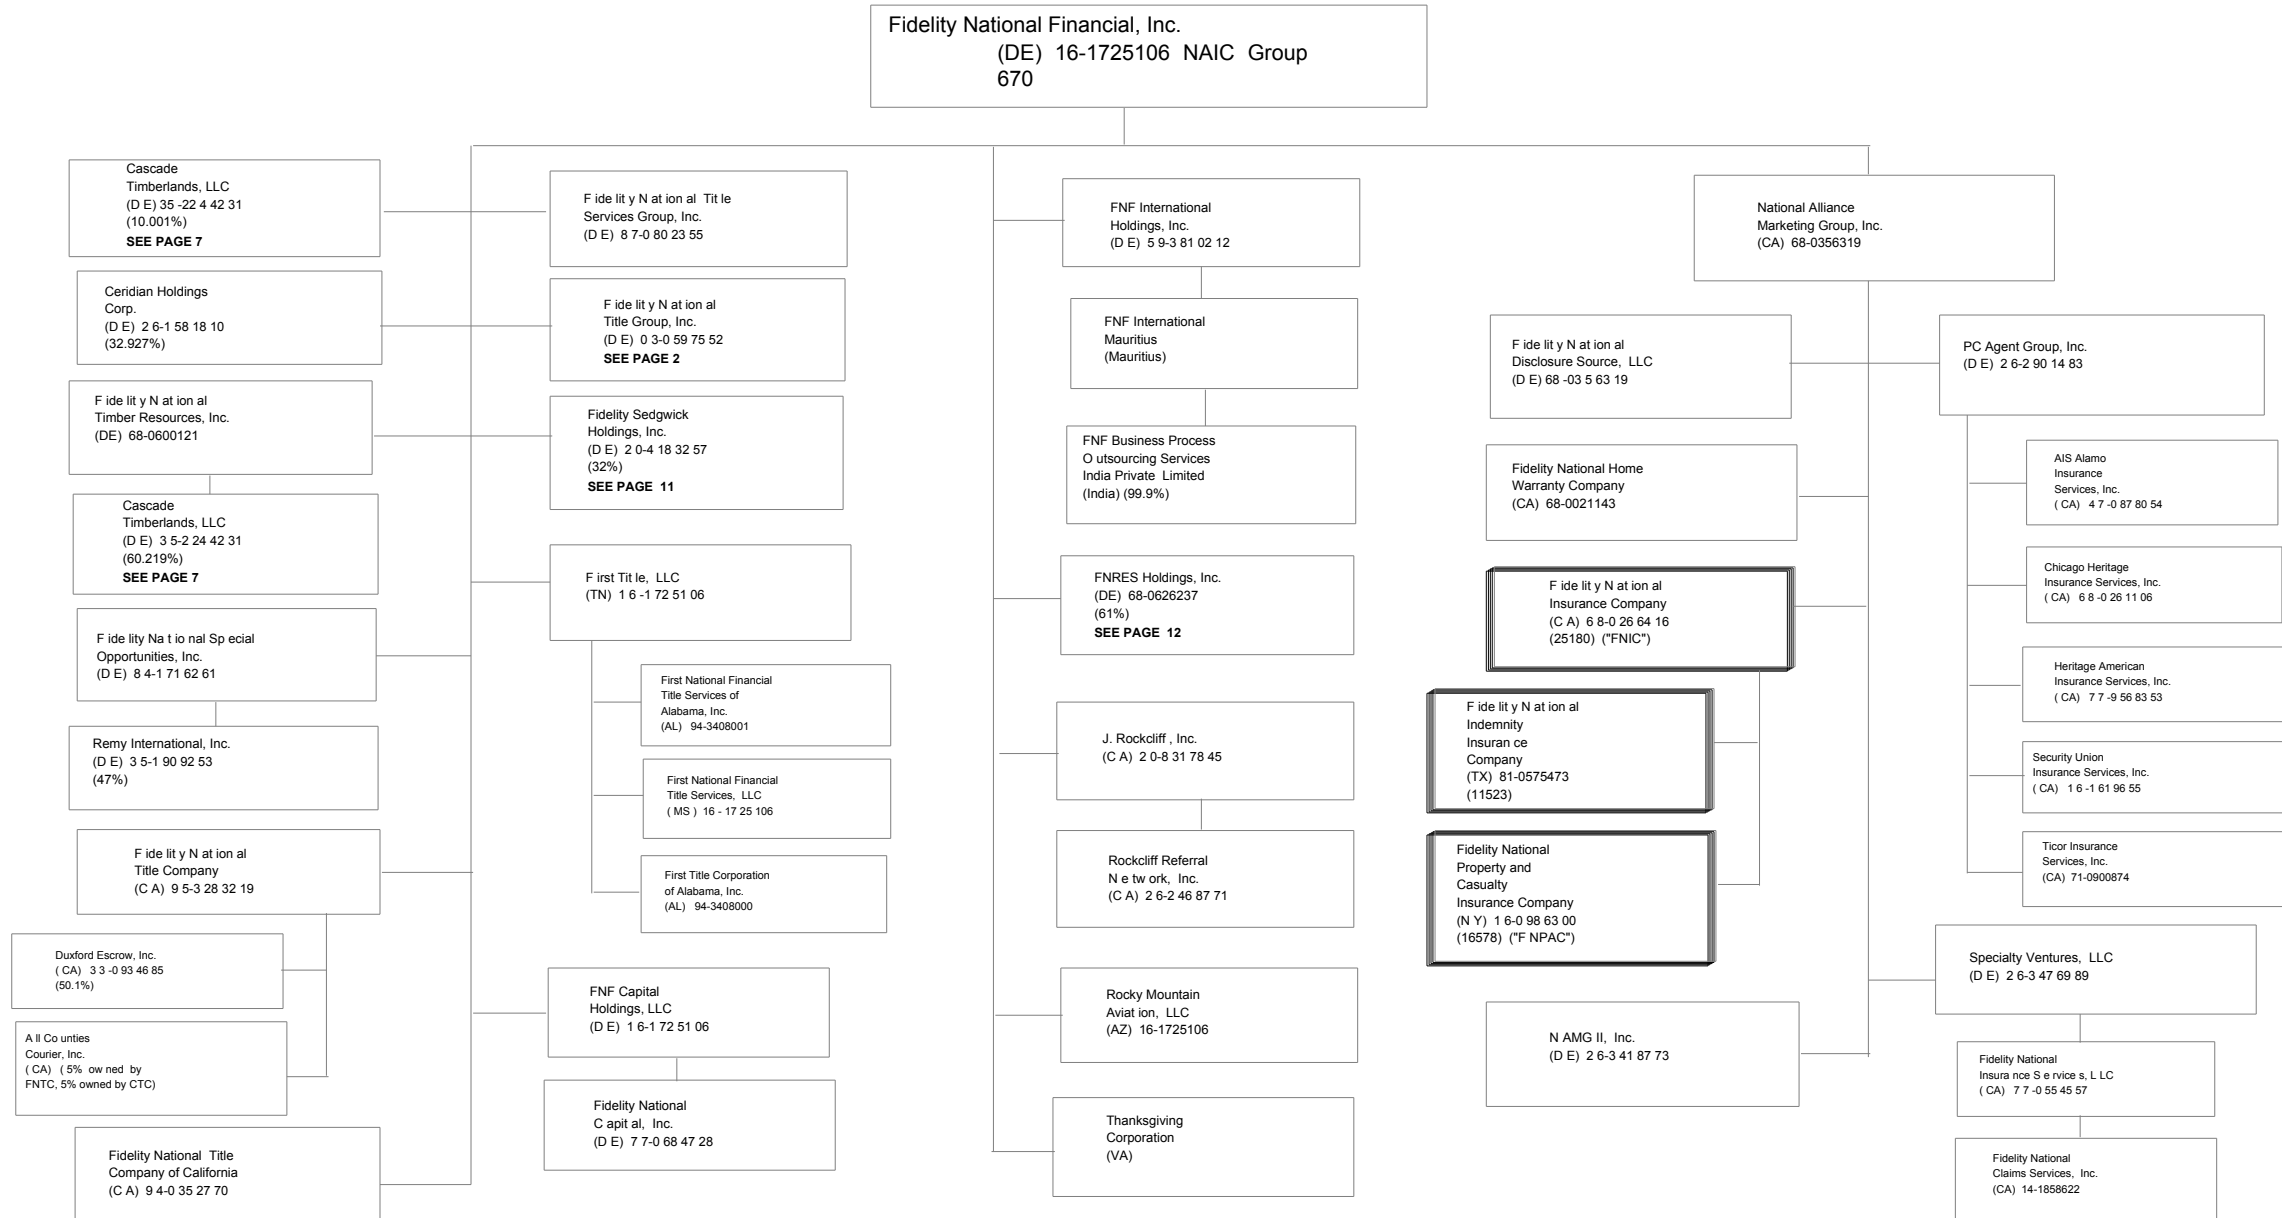 Fidelity National Financial, Inc.
(DE) 16-1725106 NAIC Group
670
Cascade
Timberlands, LLC
(D E) 35 -22 4 42 31
(10.001%)
SEE PAGE 7
Ceridian Holdings
Corp.
(D E) 2 6-1 58 18 10
(32.927%)
F ide lit y N at ion al
Timber Resources, Inc.
(DE) 68-0600121
Cascade
Timberlands, LLC
(D E) 3 5-2 24 42 31
(60.219%)
SEE PAGE 7
F ide lity Na t io nal Sp ecial
Opportunities, Inc.
(D E) 8 4-1 71 62 61
Remy International, Inc.
(D E) 3 5-1 90 92 53
(47%)
F ide lit y N at ion al
Title Company
(C A) 9 5-3 28 32 19
Duxford Escrow, Inc.
( CA) 3 3 -0 93 46 85
(50.1%)
A ll Co unties
Courier, Inc.
( CA) ( 5% ow ned by
FNTC, 5% owned by CTC)
Fidelity National Title
Company of California
(C A) 9 4-0 35 27 70
F ide lit y N at ion al Tit le
Services Group, Inc.
(D E) 8 7-0 80 23 55
F ide lit y N at ion al
Title Group, Inc.
(D E) 0 3-0 59 75 52
SEE PAGE 2
Fidelity Sedgwick
Holdings, Inc.
(D E) 2 0-4 18 32 57
(32%)
SEE PAGE 11
F irst Tit le, LLC
(TN) 1 6 -1 72 51 06
First National Financial
Title Services of
Alabama, Inc.
(AL) 94-3408001
First National Financial
Title Services, LLC
( MS ) 16 - 17 25 106
First Title Corporation
of Alabama, Inc.
(AL) 94-3408000
FNF Capital
Holdings, LLC
(D E) 1 6-1 72 51 06
Fidelity National
C apit al, Inc.
(D E) 7 7-0 68 47 28
FNF International
Holdings, Inc.
(D E) 5 9-3 81 02 12
FNF International
Mauritius
(Mauritius)
FNF Business Process
O utsourcing Services
India Private Limited
(India) (99.9%)
FNRES Holdings, Inc.
(DE) 68-0626237
(61%)
SEE PAGE 12
J. Rockcliff , Inc.
(C A) 2 0-8 31 78 45
Rockcliff Referral
N e tw ork, Inc.
(C A) 2 6-2 46 87 71
Rocky Mountain
Aviat ion, LLC
(AZ) 16-1725106
Thanksgiving
Corporation
(VA)
National Alliance
Marketing Group, Inc.
(CA) 68-0356319
F ide lit y N at ion al
Disclosure Source, LLC
(D E) 68 -03 5 63 19
Fidelity National Home
Warranty Company
(CA) 68-0021143
F ide lit y N at ion al
Insurance Company
(C A) 6 8-0 26 64 16
(25180) ("FNIC")
F ide lit y N at ion al
Indemnity
Insuran ce
Company
(TX) 81-0575473
(11523)
Fidelity National
Property and
Casualty
Insurance Company
(N Y) 1 6-0 98 63 00
(16578) ("F NPAC")
N AMG II, Inc.
(D E) 2 6-3 41 87 73
PC Agent Group, Inc.
(D E) 2 6-2 90 14 83
AIS Alamo
Insurance
Services, Inc.
( CA) 4 7 -0 87 80 54
Chicago Heritage
Insurance Services, Inc.
( CA) 6 8 -0 26 11 06
Heritage American
Insurance Services, Inc.
( CA) 7 7 -9 56 83 53
Security Union
Insurance Services, Inc.
( CA) 1 6 -1 61 96 55
Ticor Insurance
Services, Inc.
(CA) 71-0900874
Specialty Ventures, LLC
(D E) 2 6-3 47 69 89
Fidelity National
Insura nce S e rvice s, L LC
( CA) 7 7 -0 55 45 57
Fidelity National
Claims Services, Inc.
(CA) 14-1858622